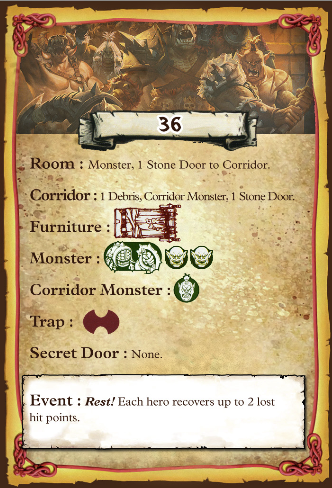 36
Room : Monster, 1 Stone Door to Corridor.
Corridor : 1 Debris, Corridor Monster, 1 Stone Door.
Furniture :
Monster :
Corridor Monster :
Trap :
Secret Door : None.
Event : Rest! Each hero recovers up to 2 lost
hit points.